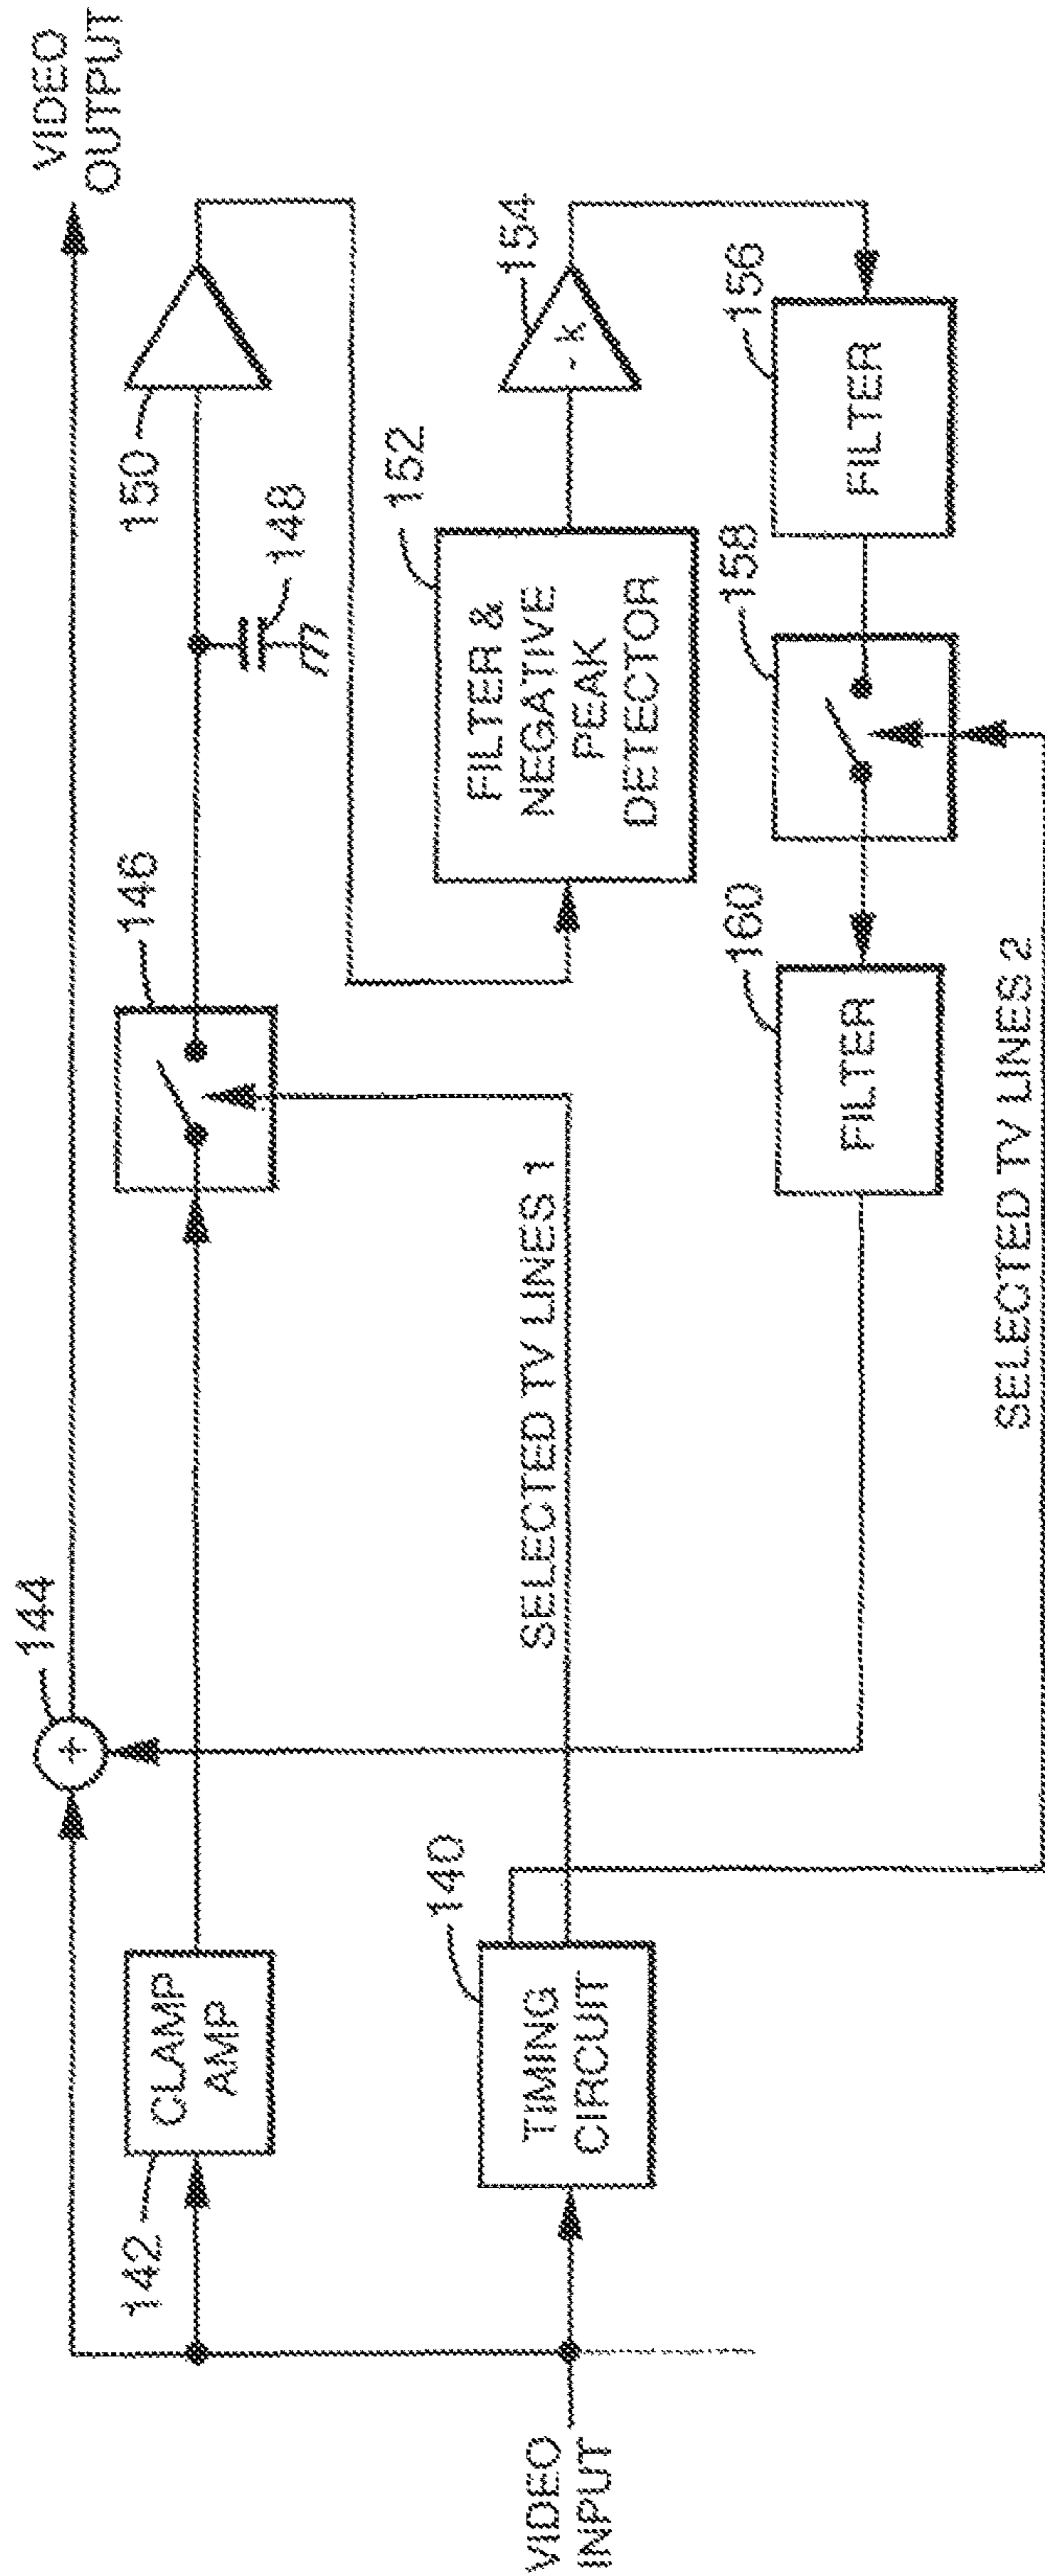 VIDEO
OUTPUT
144
146
150
148
142
CLAMP
AMP
152
FILTER &
NEGATIVE
PEAK
DETECTOR
154
- K
140
TIMING
CIRCUIT
SELECTED TV LINES 1
VIDEO
INPUT
160
FILTER
158
156
FILTER
SELECTED TV LINES 2
+